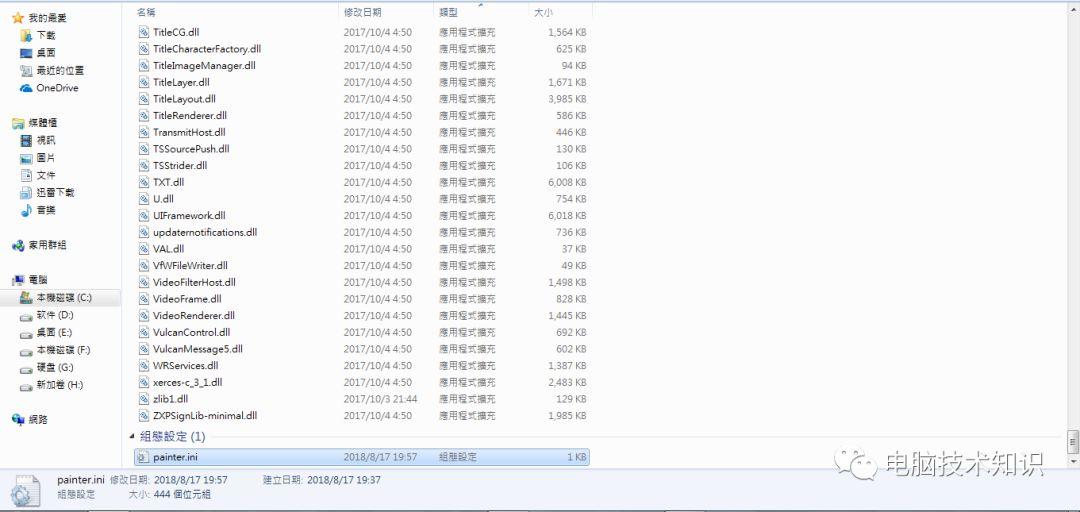 我的最愛
下載
桌面
最近的位置
OneDrive
媒體櫃
視訊
圖片
文件
迅雷下载
音樂
家用群組
電腦
本機磁碟 (C:)
软件 (D:)
桌面 (E:)
本機磁碟 (F:)
硬盘 (G:)
新加卷 (H:)
網路
名稱 修改日期 類型 大小
TitleCG.dll 2017/10/4 4:50 應用程式擴充 1,564 KB
TitleCharacterFactory.dll 2017/10/4 4:50 應用程式擴充 625 KB
TitleImageManager.dll 2017/10/4 4:50 應用程式擴充 94 KB
TitleLayer.dll 2017/10/4 4:50 應用程式擴充 1,671 KB
TitleLayout.dll 2017/10/4 4:50 應用程式擴充 3,985 KB
TitleRenderer.dll 2017/10/4 4:50 應用程式擴充 586 KB
TransmitHost.dll 2017/10/4 4:50 應用程式擴充 446 KB
TSSourcePush.dll 2017/10/4 4:50 應用程式擴充 130 KB
TSStrider.dll 2017/10/4 4:50 應用程式擴充 106 KB
TXT.dll 2017/10/4 4:50 應用程式擴充 6,008 KB
U.dll 2017/10/4 4:50 應用程式擴充 754 KB
UIFramework.dll 2017/10/4 4:50 應用程式擴充 6,018 KB
updaternotifications.dll 2017/10/4 4:50 應用程式擴充 736 KB
VAL.dll 2017/10/4 4:50 應用程式擴充 37 KB
VfWFileWriter.dll 2017/10/4 4:50 應用程式擴充 49 KB
VideoFilterHost.dll 2017/10/4 4:50 應用程式擴充 1,498 KB
VideoFrame.dll 2017/10/4 4:50 應用程式擴充 828 KB
VideoRenderer.dll 2017/10/4 4:50 應用程式擴充 1,445 KB
VulcanControl.dll 2017/10/4 4:50 應用程式擴充 692 KB
VulcanMessage5.dll 2017/10/4 4:50 應用程式擴充 602 KB
WRServices.dll 2017/10/4 4:50 應用程式擴充 1,387 KB
xerces-c_3_1.dll 2017/10/4 4:50 應用程式擴充 2,483 KB
zlib1.dll 2017/10/3 21:44 應用程式擴充 129 KB
ZXPSignLib-minimal.dll 2017/10/4 4:50 應用程式擴充 1,985 KB
組態設定 (1)
painter.ini 2018/8/17 19:57 組態設定 1 KB
电脑技术知识
painter.ini 修改日期: 2018/8/17 19:57 建立日期: 2018/8/17 19:37
組態設定 大小: 444 個位元組